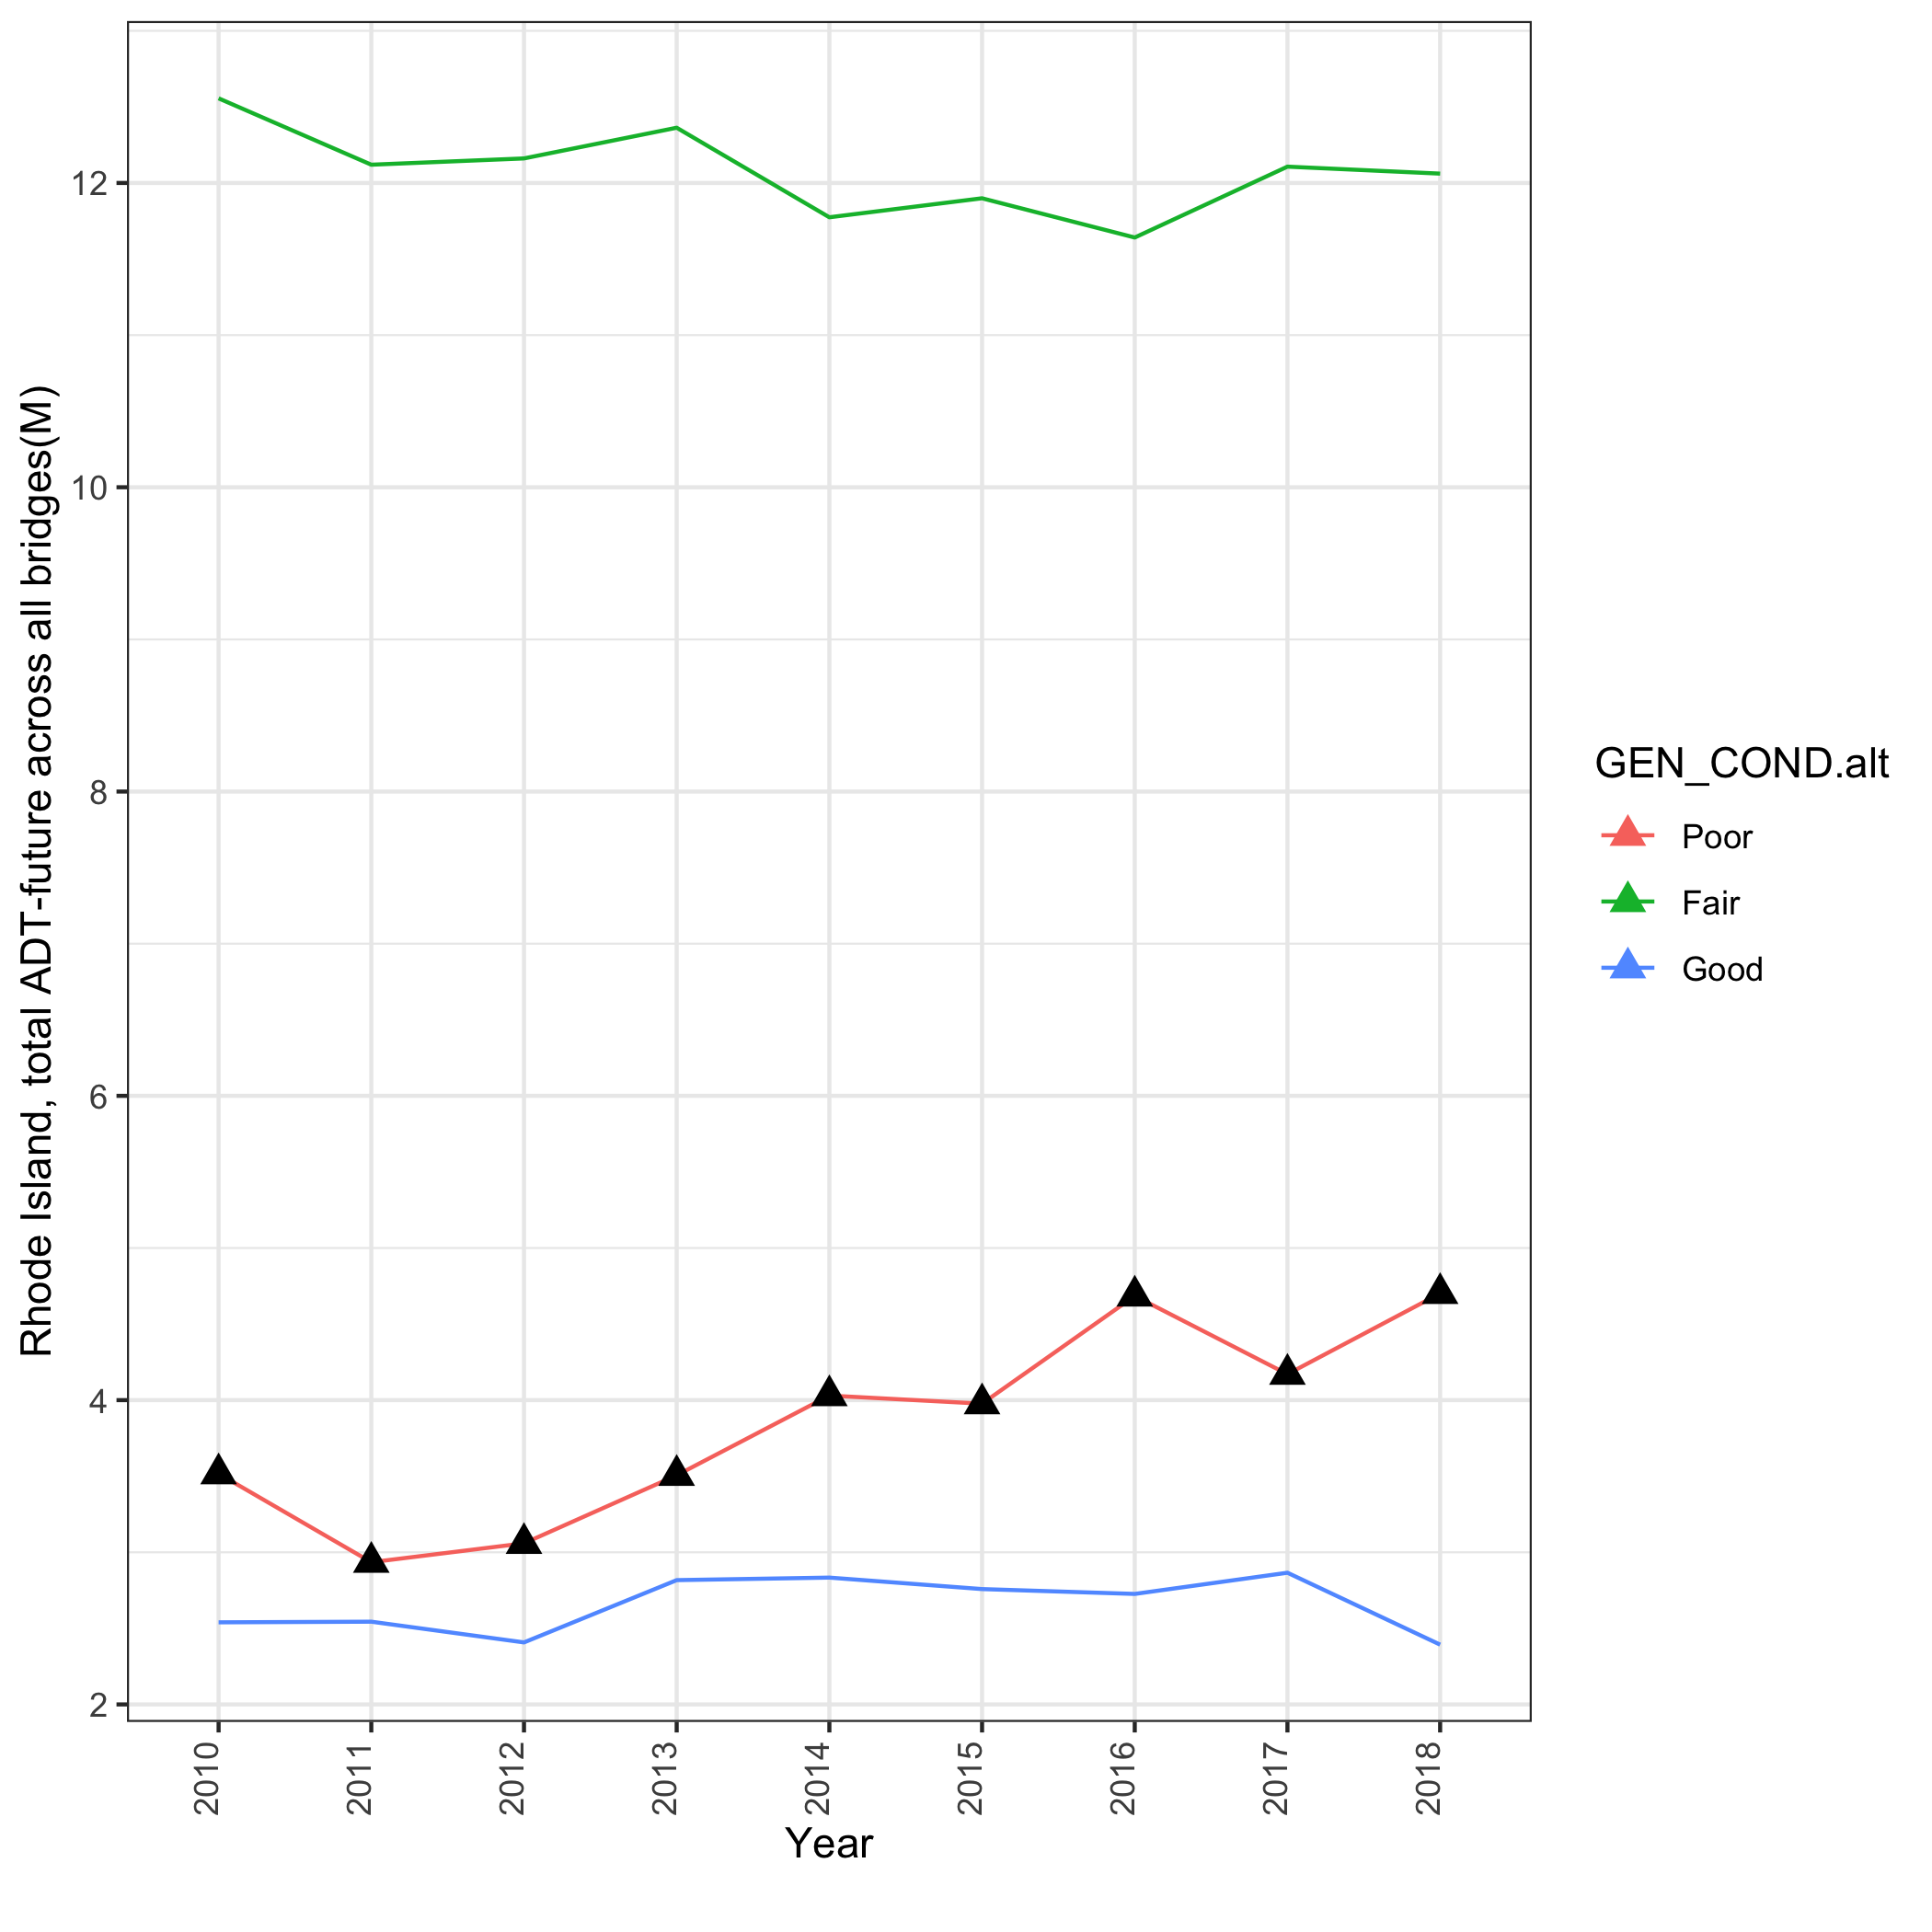 Rhode Island, total ADT-future across all bridges(M)
12
10
8
6
4
2
2010
2011
2012
2013
2014
2015
2016
2017
2018
Year
GEN_COND.alt
Poor
Fair
Good